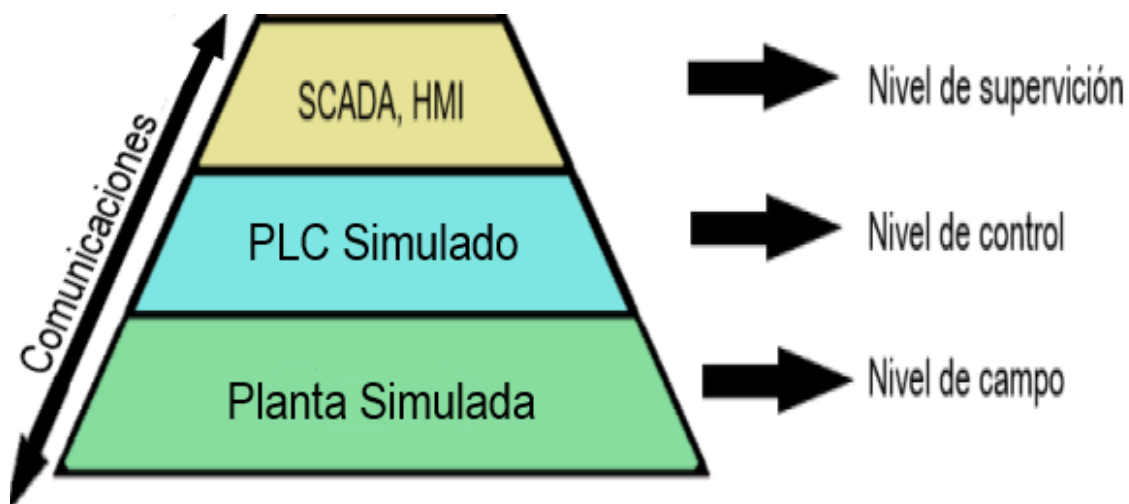 SCADA, HMI
Nivel de supervición
Comunicaciones
PLC Simulado
Nivel de control
Planta Simulada
Nivel de campo